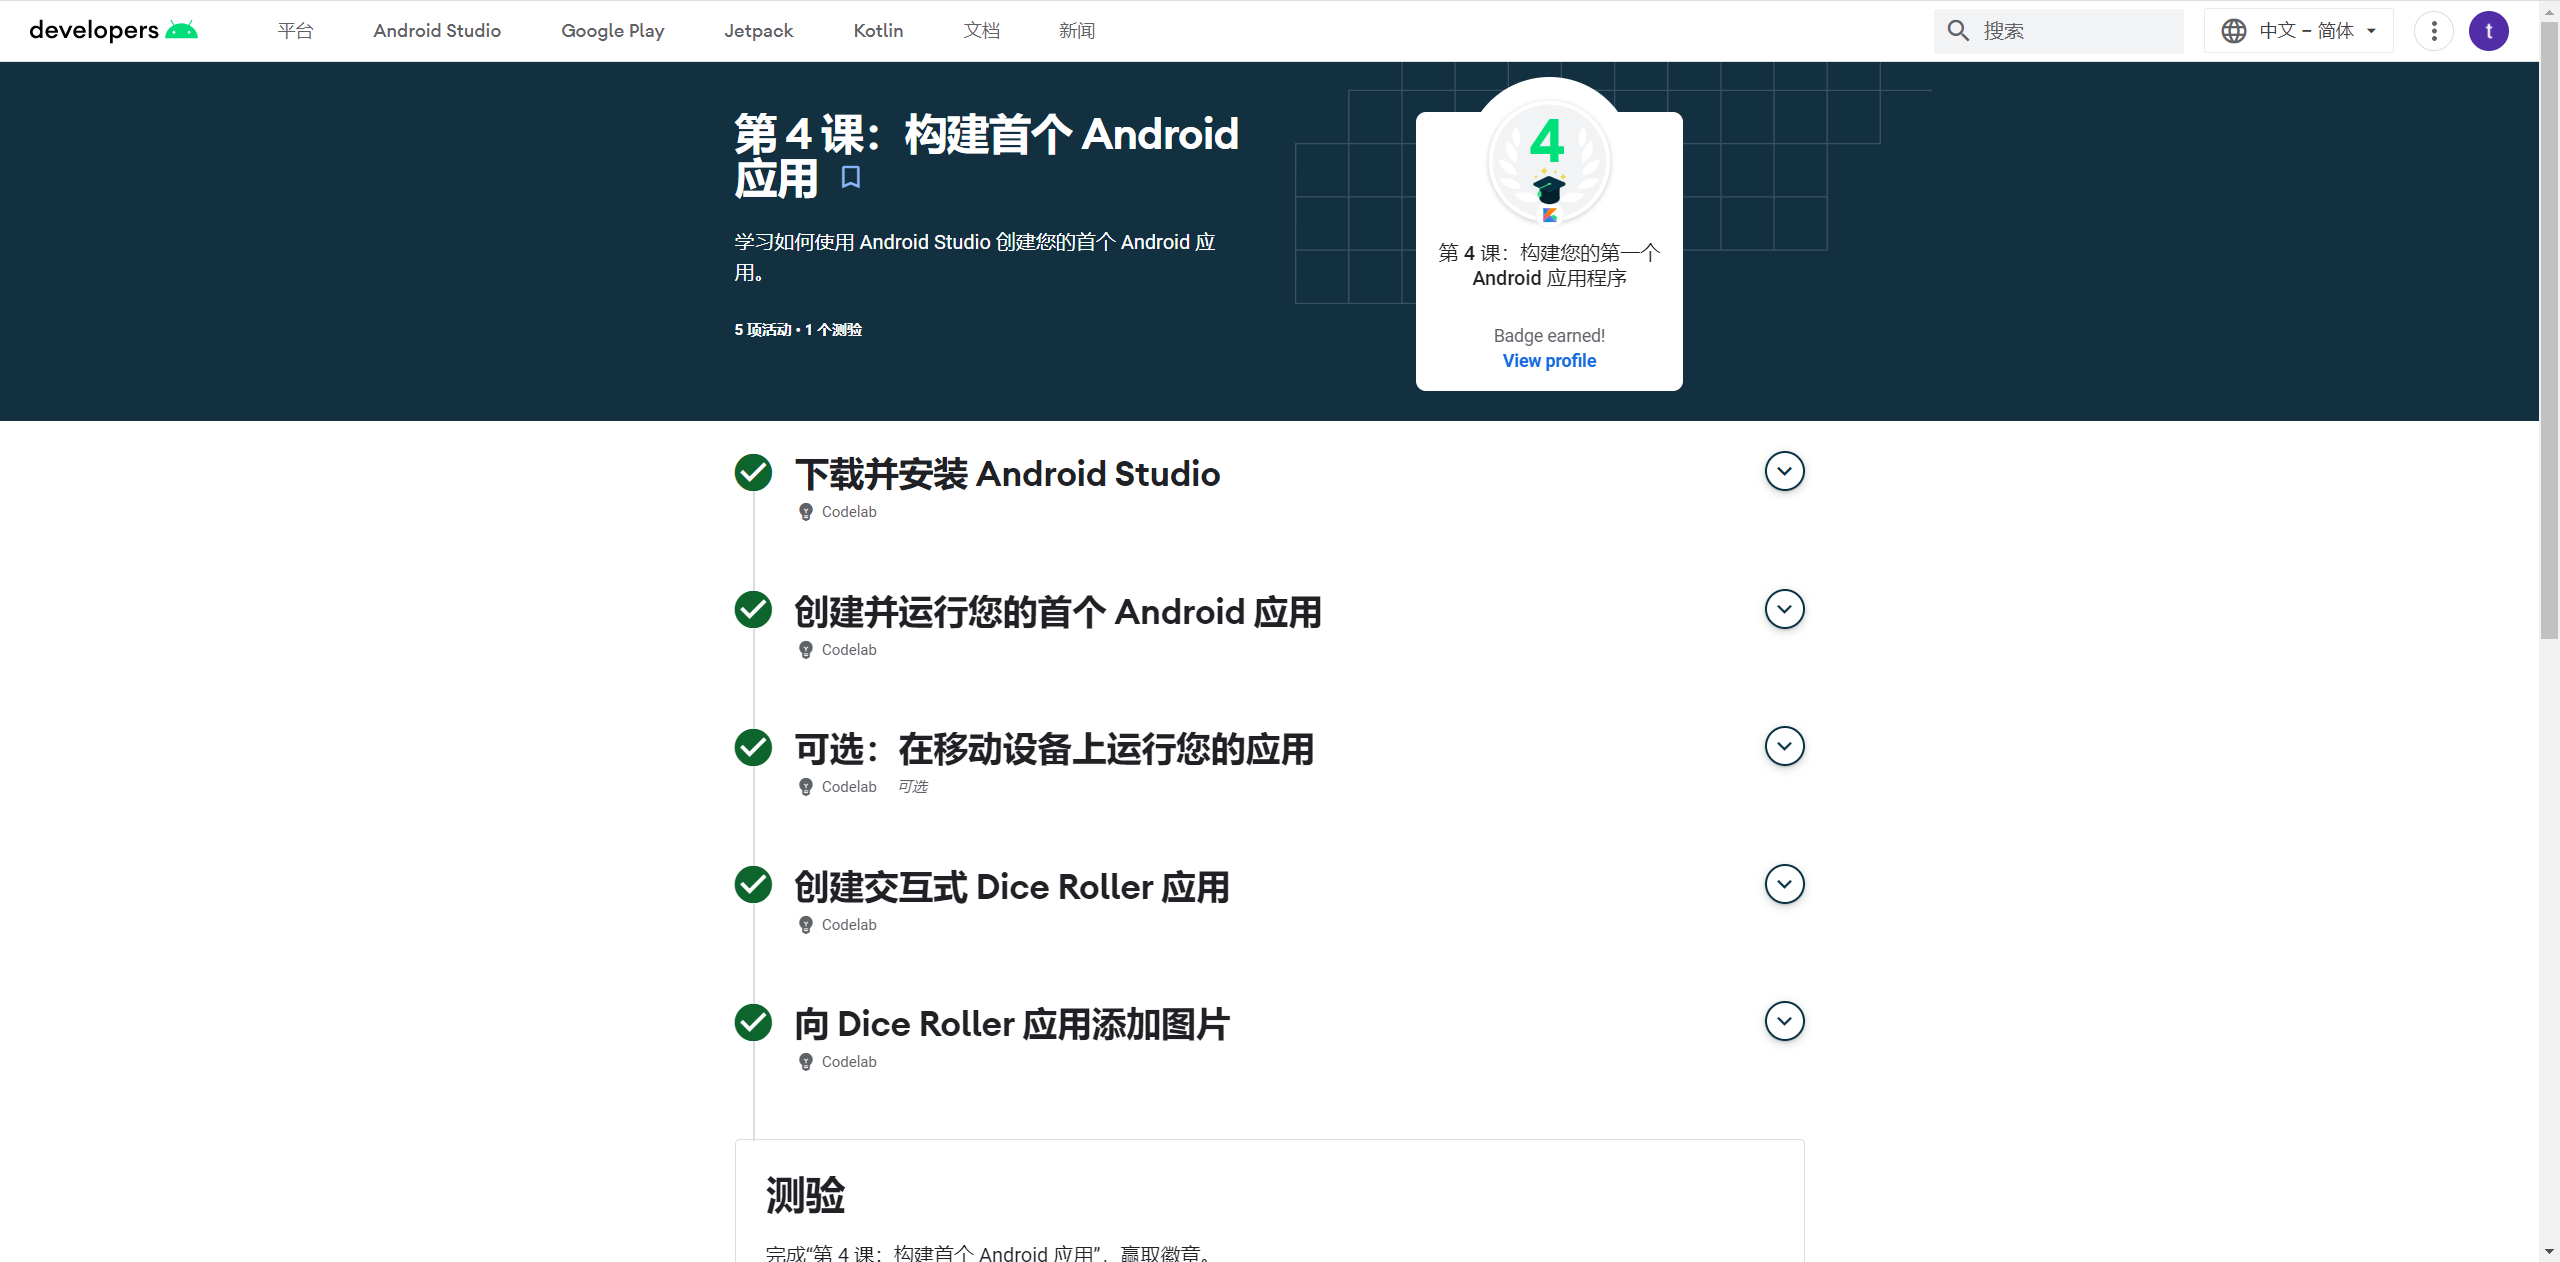 developers
平台
Android Studio
Google Play
Jetpack
Kotlin
文档
新闻
搜索
中文 – 简体
t
第 4 课：构建首个 Android
应用
学习如何使用 Android Studio 创建您的首个 Android 应
用。
5 项活动 • 1 个测验
4
第 4 课：构建您的第一个
Android 应用程序
Badge earned!
View profile
下载并安装 Android Studio
Codelab
创建并运行您的首个 Android 应用
Codelab
可选：在移动设备上运行您的应用
Codelab 可选
创建交互式 Dice Roller 应用
Codelab
向 Dice Roller 应用添加图片
Codelab
测验
完成“第 4 课：构建首个 Android 应用”，赢取徽章。